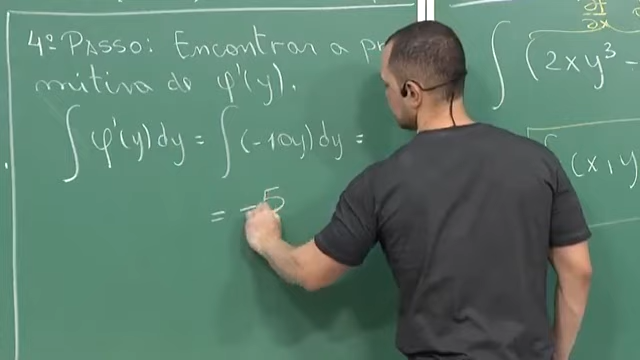 4º PASSO: Encontrar a pri
mitiva de φ'(y).
∫ φ'(y) dy = ∫ (-10y) dy =
= -5
∂f
∂x
∫ (2xy³ -
(x, y